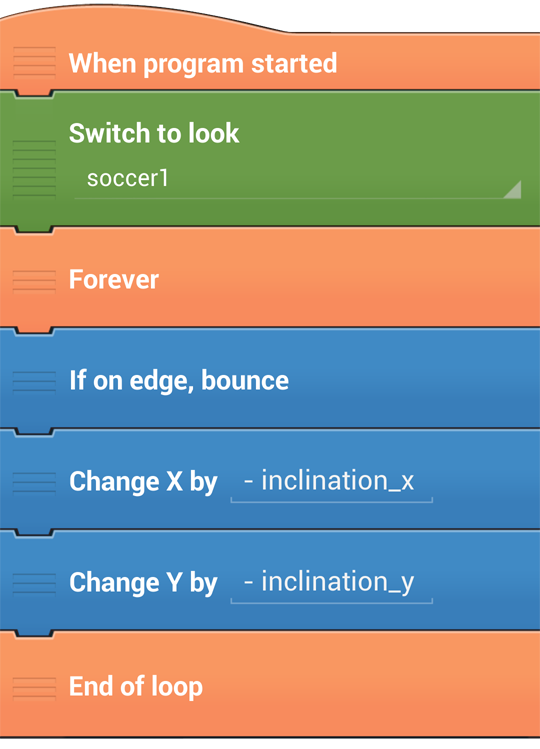 When program started
Switch to look
soccer1
Forever
If on edge, bounce
Change X by - inclination_x
Change Y by - inclination_y
End of loop